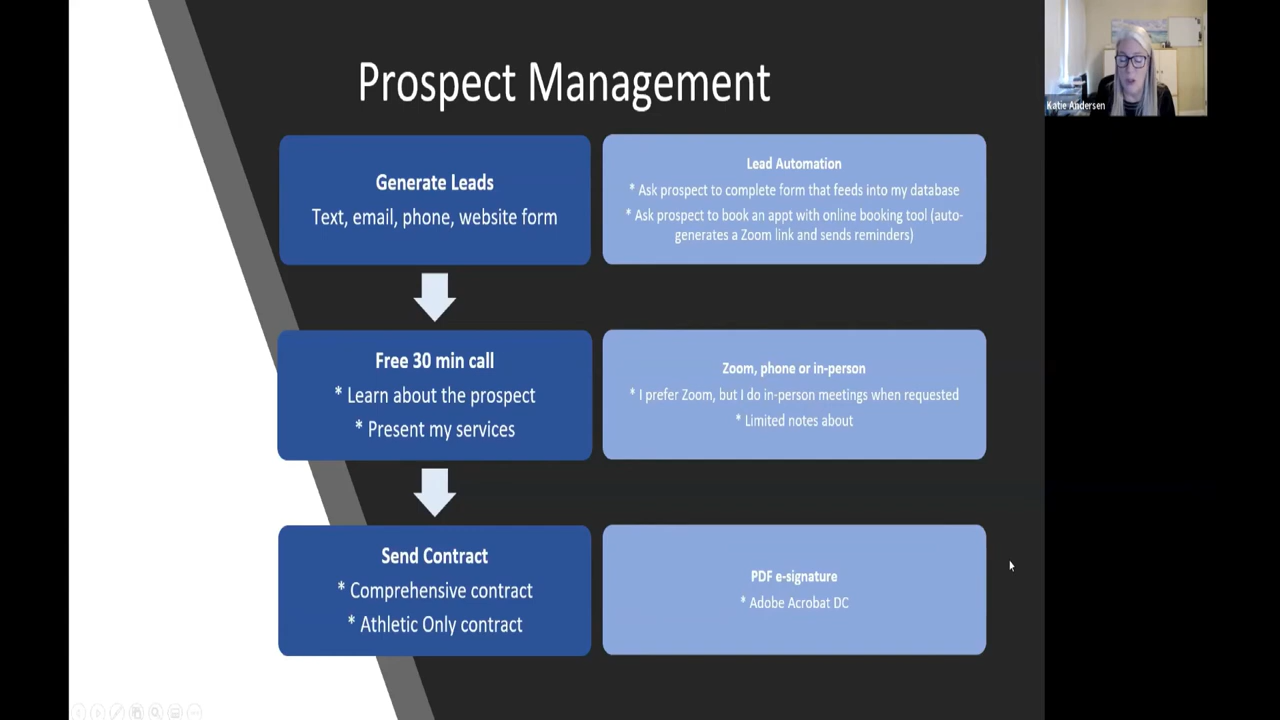 Prospect Management
Generate Leads
Text, email, phone, website form
Lead Automation
* Ask prospect to complete form that feeds into my database
* Ask prospect to book an appt with online booking tool (auto-
generates a Zoom link and sends reminders)
Free 30 min call
* Learn about the prospect
* Present my services
Zoom, phone or in-person
* I prefer Zoom, but I do in-person meetings when requested
* Limited notes about
Send Contract
* Comprehensive contract
* Athletic Only contract
PDF e-signature
* Adobe Acrobat DC
Katie Andersen